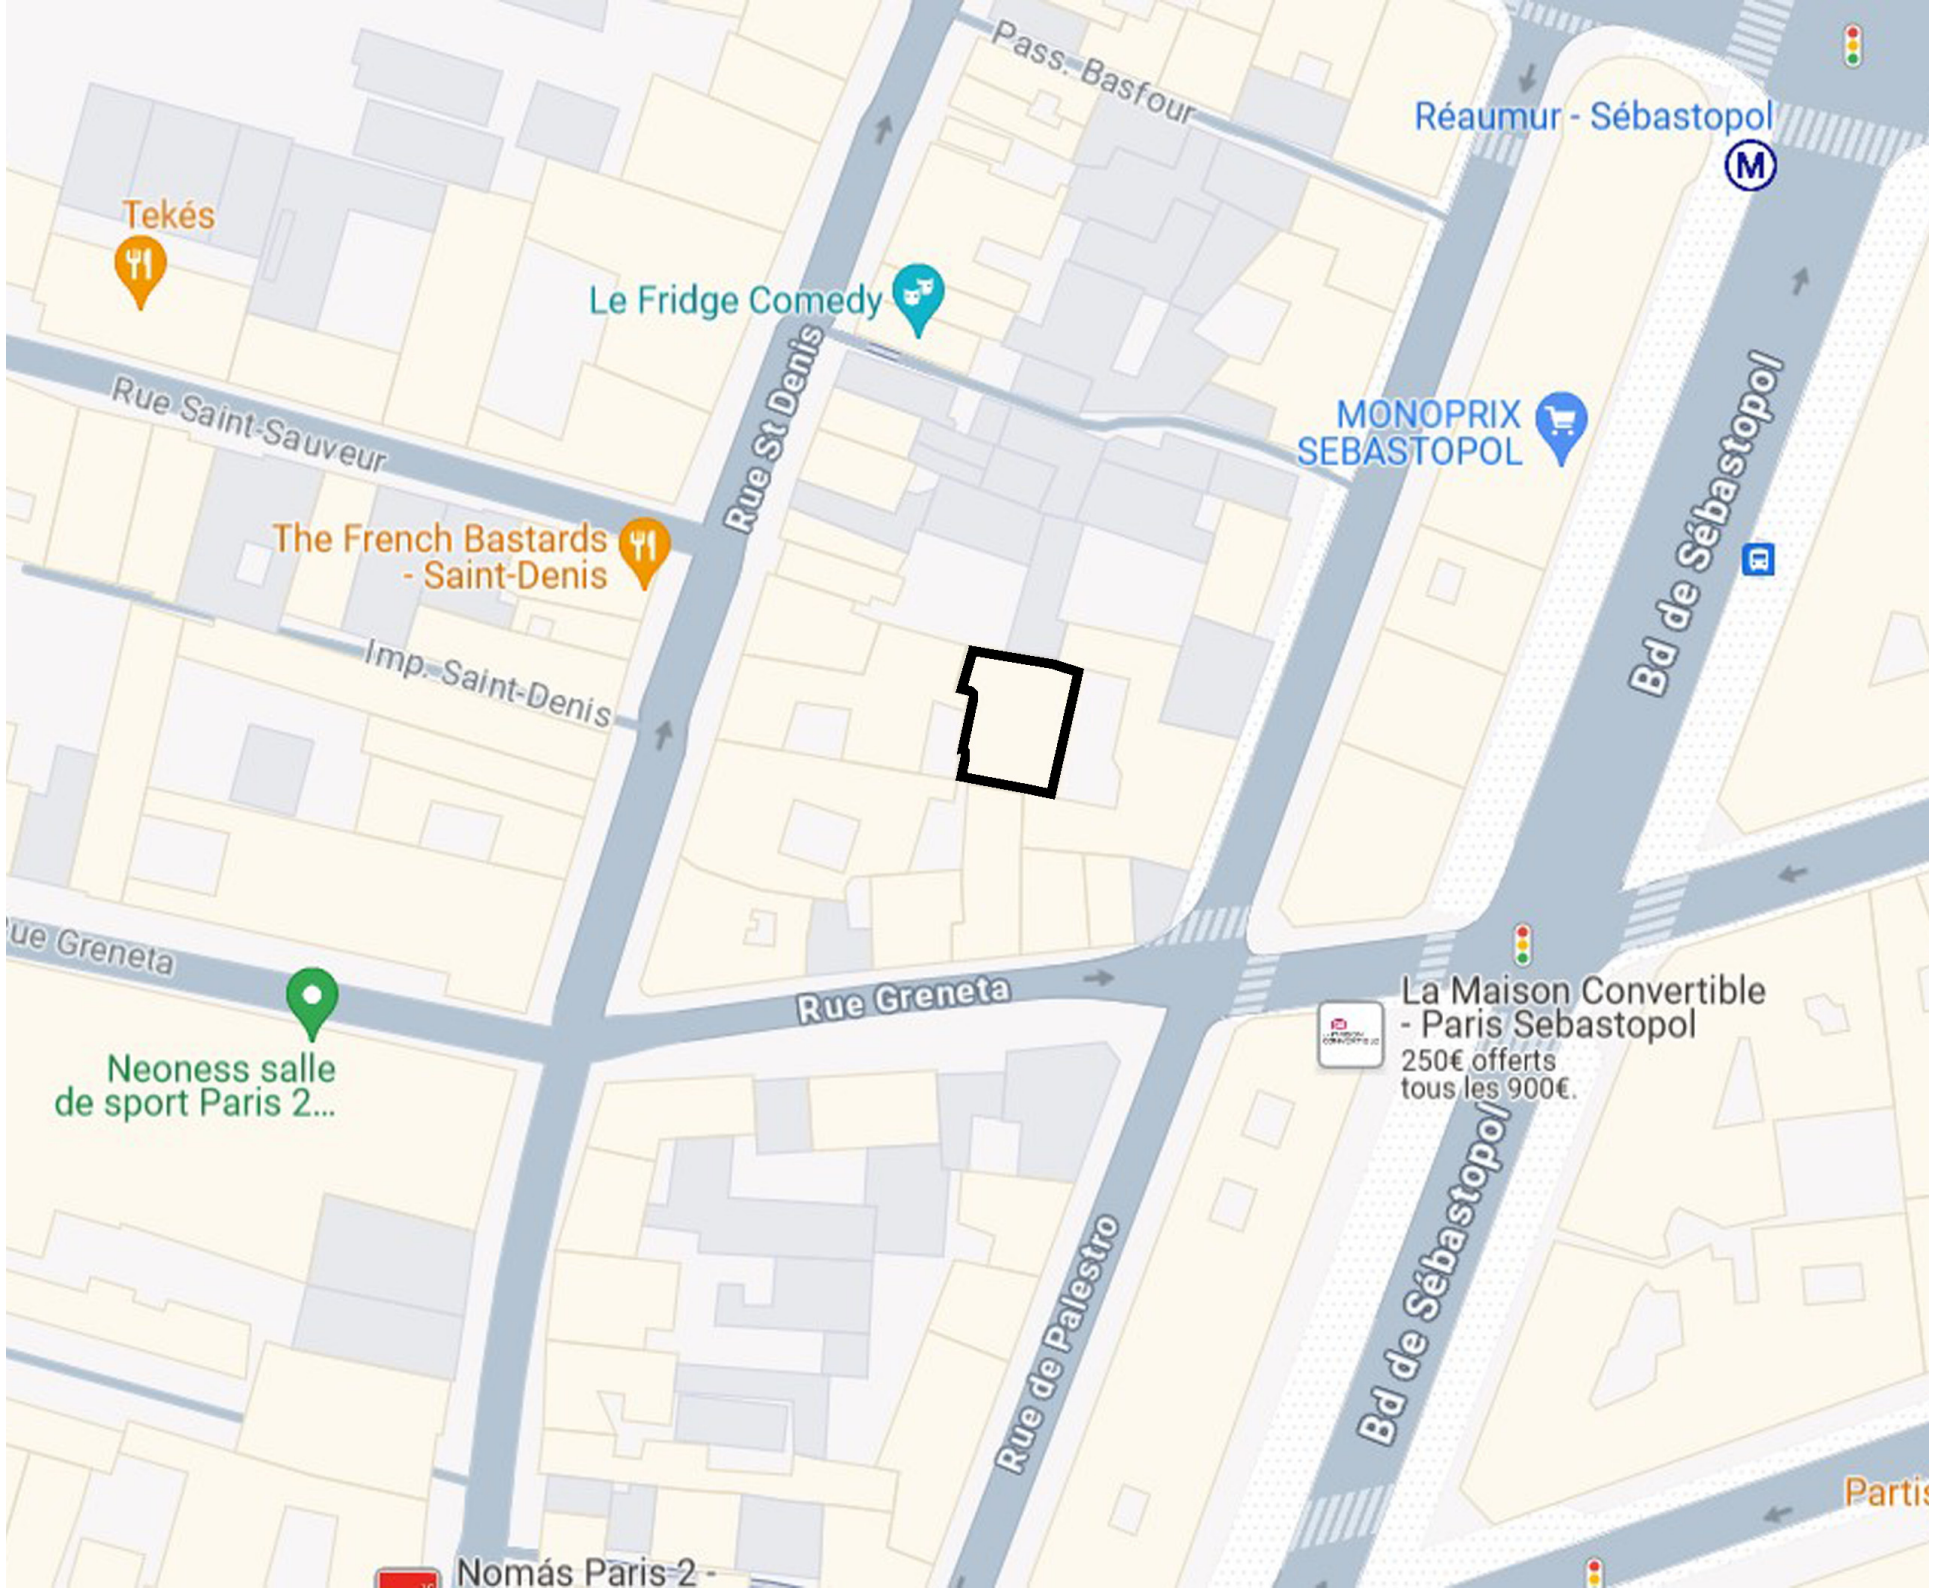 Pass. Basfour
Réaumur - Sébastopol
M
Tekés
Le Fridge Comedy
Rue St Denis
Rue Saint-Sauveur
MONOPRIX
SEBASTOPOL
Bd de Sébastopol
The French Bastards
- Saint-Denis
Imp. Saint-Denis
ue Greneta
Rue Greneta
La Maison Convertible
- Paris Sebastopol
250€ offerts
tous les 900€.
Neoness salle
de sport Paris 2...
Bd de Sébastopol
Rue de Palestro
Partis
Nomás Paris 2 -